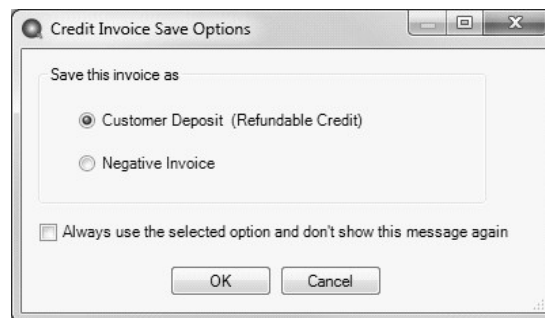 Credit Invoice Save Options
Save this invoice as
Customer Deposit (Refundable Credit)
Negative Invoice
Always use the selected option and don't show this message again
OK Cancel